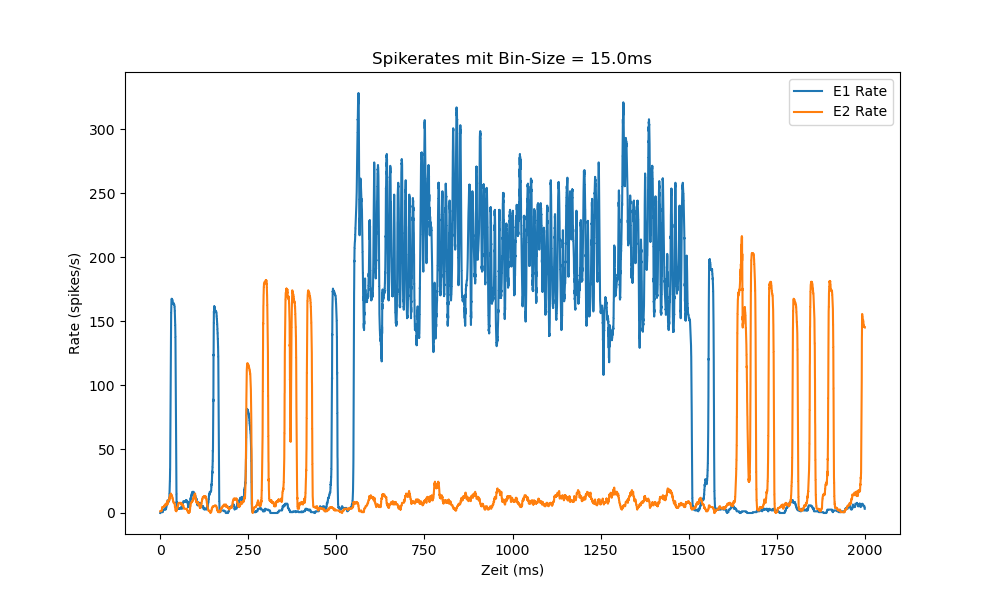 Spikerates mit Bin-Size = 15.0ms
E1 Rate
E2 Rate
Rate (spikes/s)
300
250
200
150
100
50
0
0 250 500 750 1000 1250 1500 1750 2000
Zeit (ms)